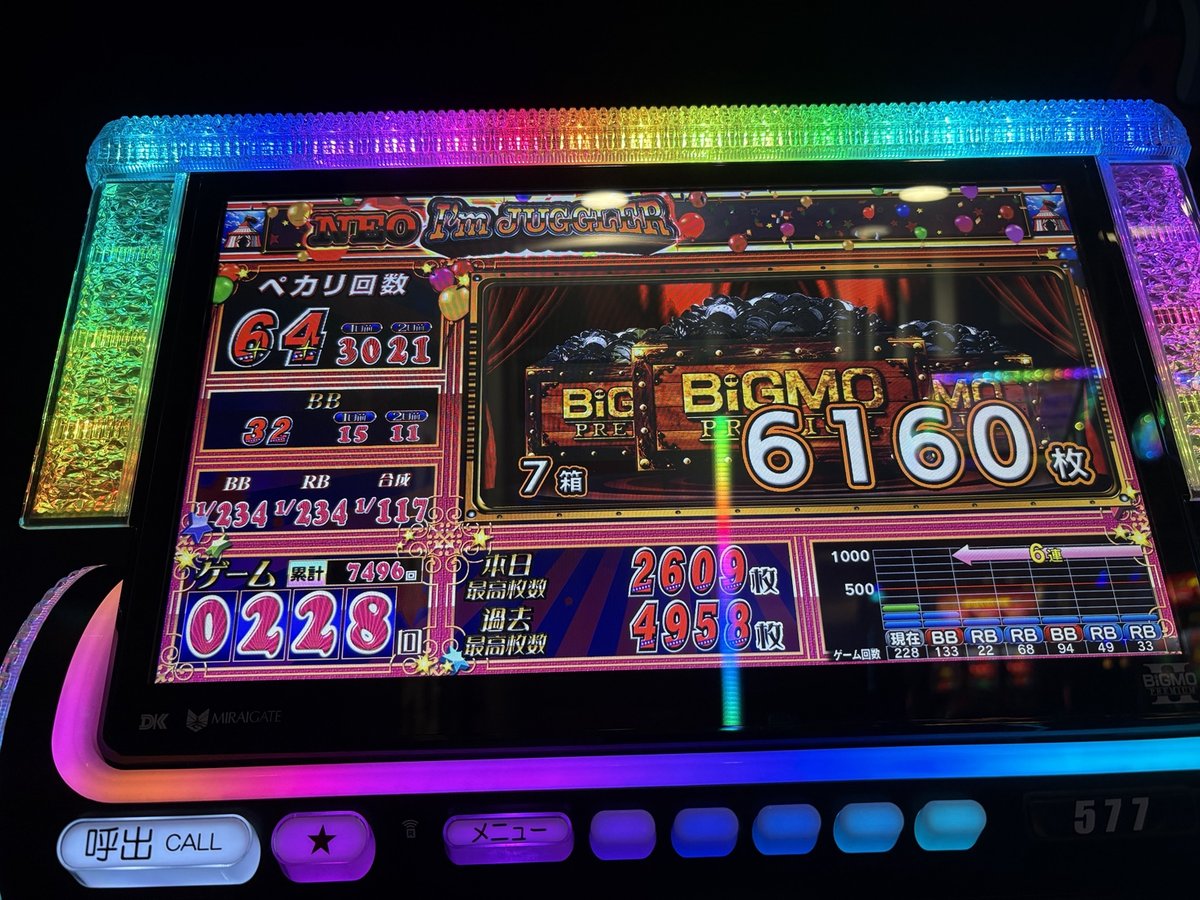 NEO I'm JUGGLER
ペカリ回数
64 1日前 30 2日前 21
BB
32 1日前 15 2日前 11
BB RB 合成
1/234 1/234 1/117
BiGMO
PREMIUM
7箱 6160枚
ゲーム 累計 7496回
0228回
本日
最高枚数 2609枚
過去
最高枚数 4958枚
1000
500
6連
現在 BB RB RB BB RB RB
ゲーム回数 228 133 22 68 94 49 33
DK MIRAIGATE
BiGMO
PREMIUM
II
呼出 CALL
★
メニュー
577